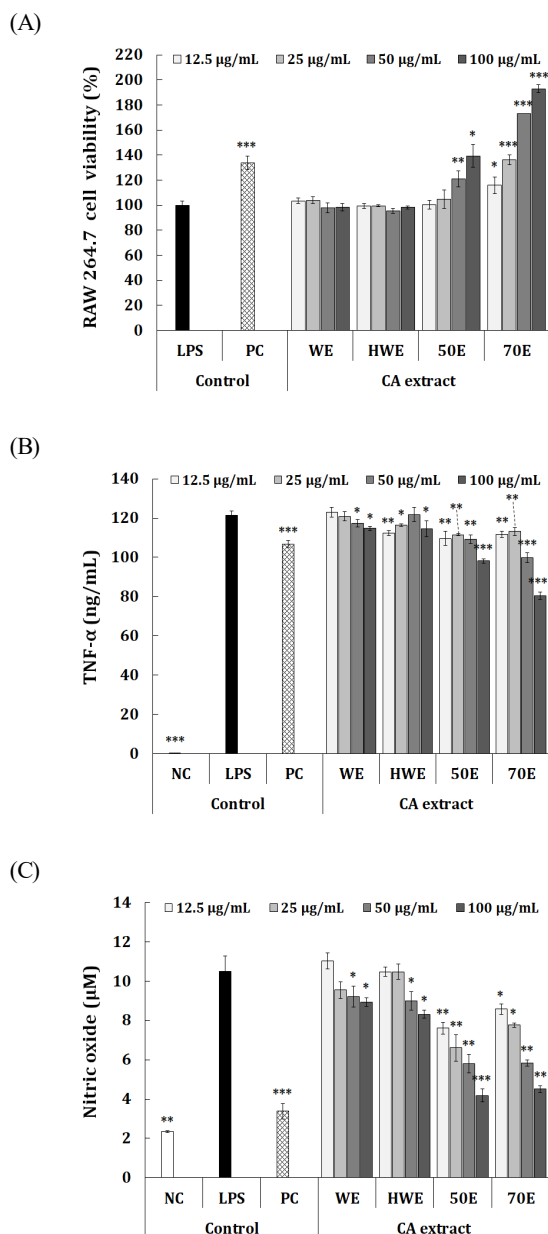 (A)
220
200
180
160
140
120
100
80
60
40
20
0
RAW 264.7 cell viability (%)
12.5 µg/mL 25 µg/mL 50 µg/mL 100 µg/mL
***
** *
* *** *** ***
LPS PC WE HWE 50E 70E
Control CA extract
(B)
140
120
100
80
60
40
20
0
TNF-α (ng/mL)
12.5 µg/mL 25 µg/mL 50 µg/mL 100 µg/mL
***
***
* *
** * *
** ** ** ***
** ** *** ***
NC LPS PC WE HWE 50E 70E
Control CA extract
(C)
14
12
10
8
6
4
2
0
Nitric oxide (µM)
12.5 µg/mL 25 µg/mL 50 µg/mL 100 µg/mL
**
***
* *
* *
** ** ** ***
* * ** **
NC LPS PC WE HWE 50E 70E
Control CA extract